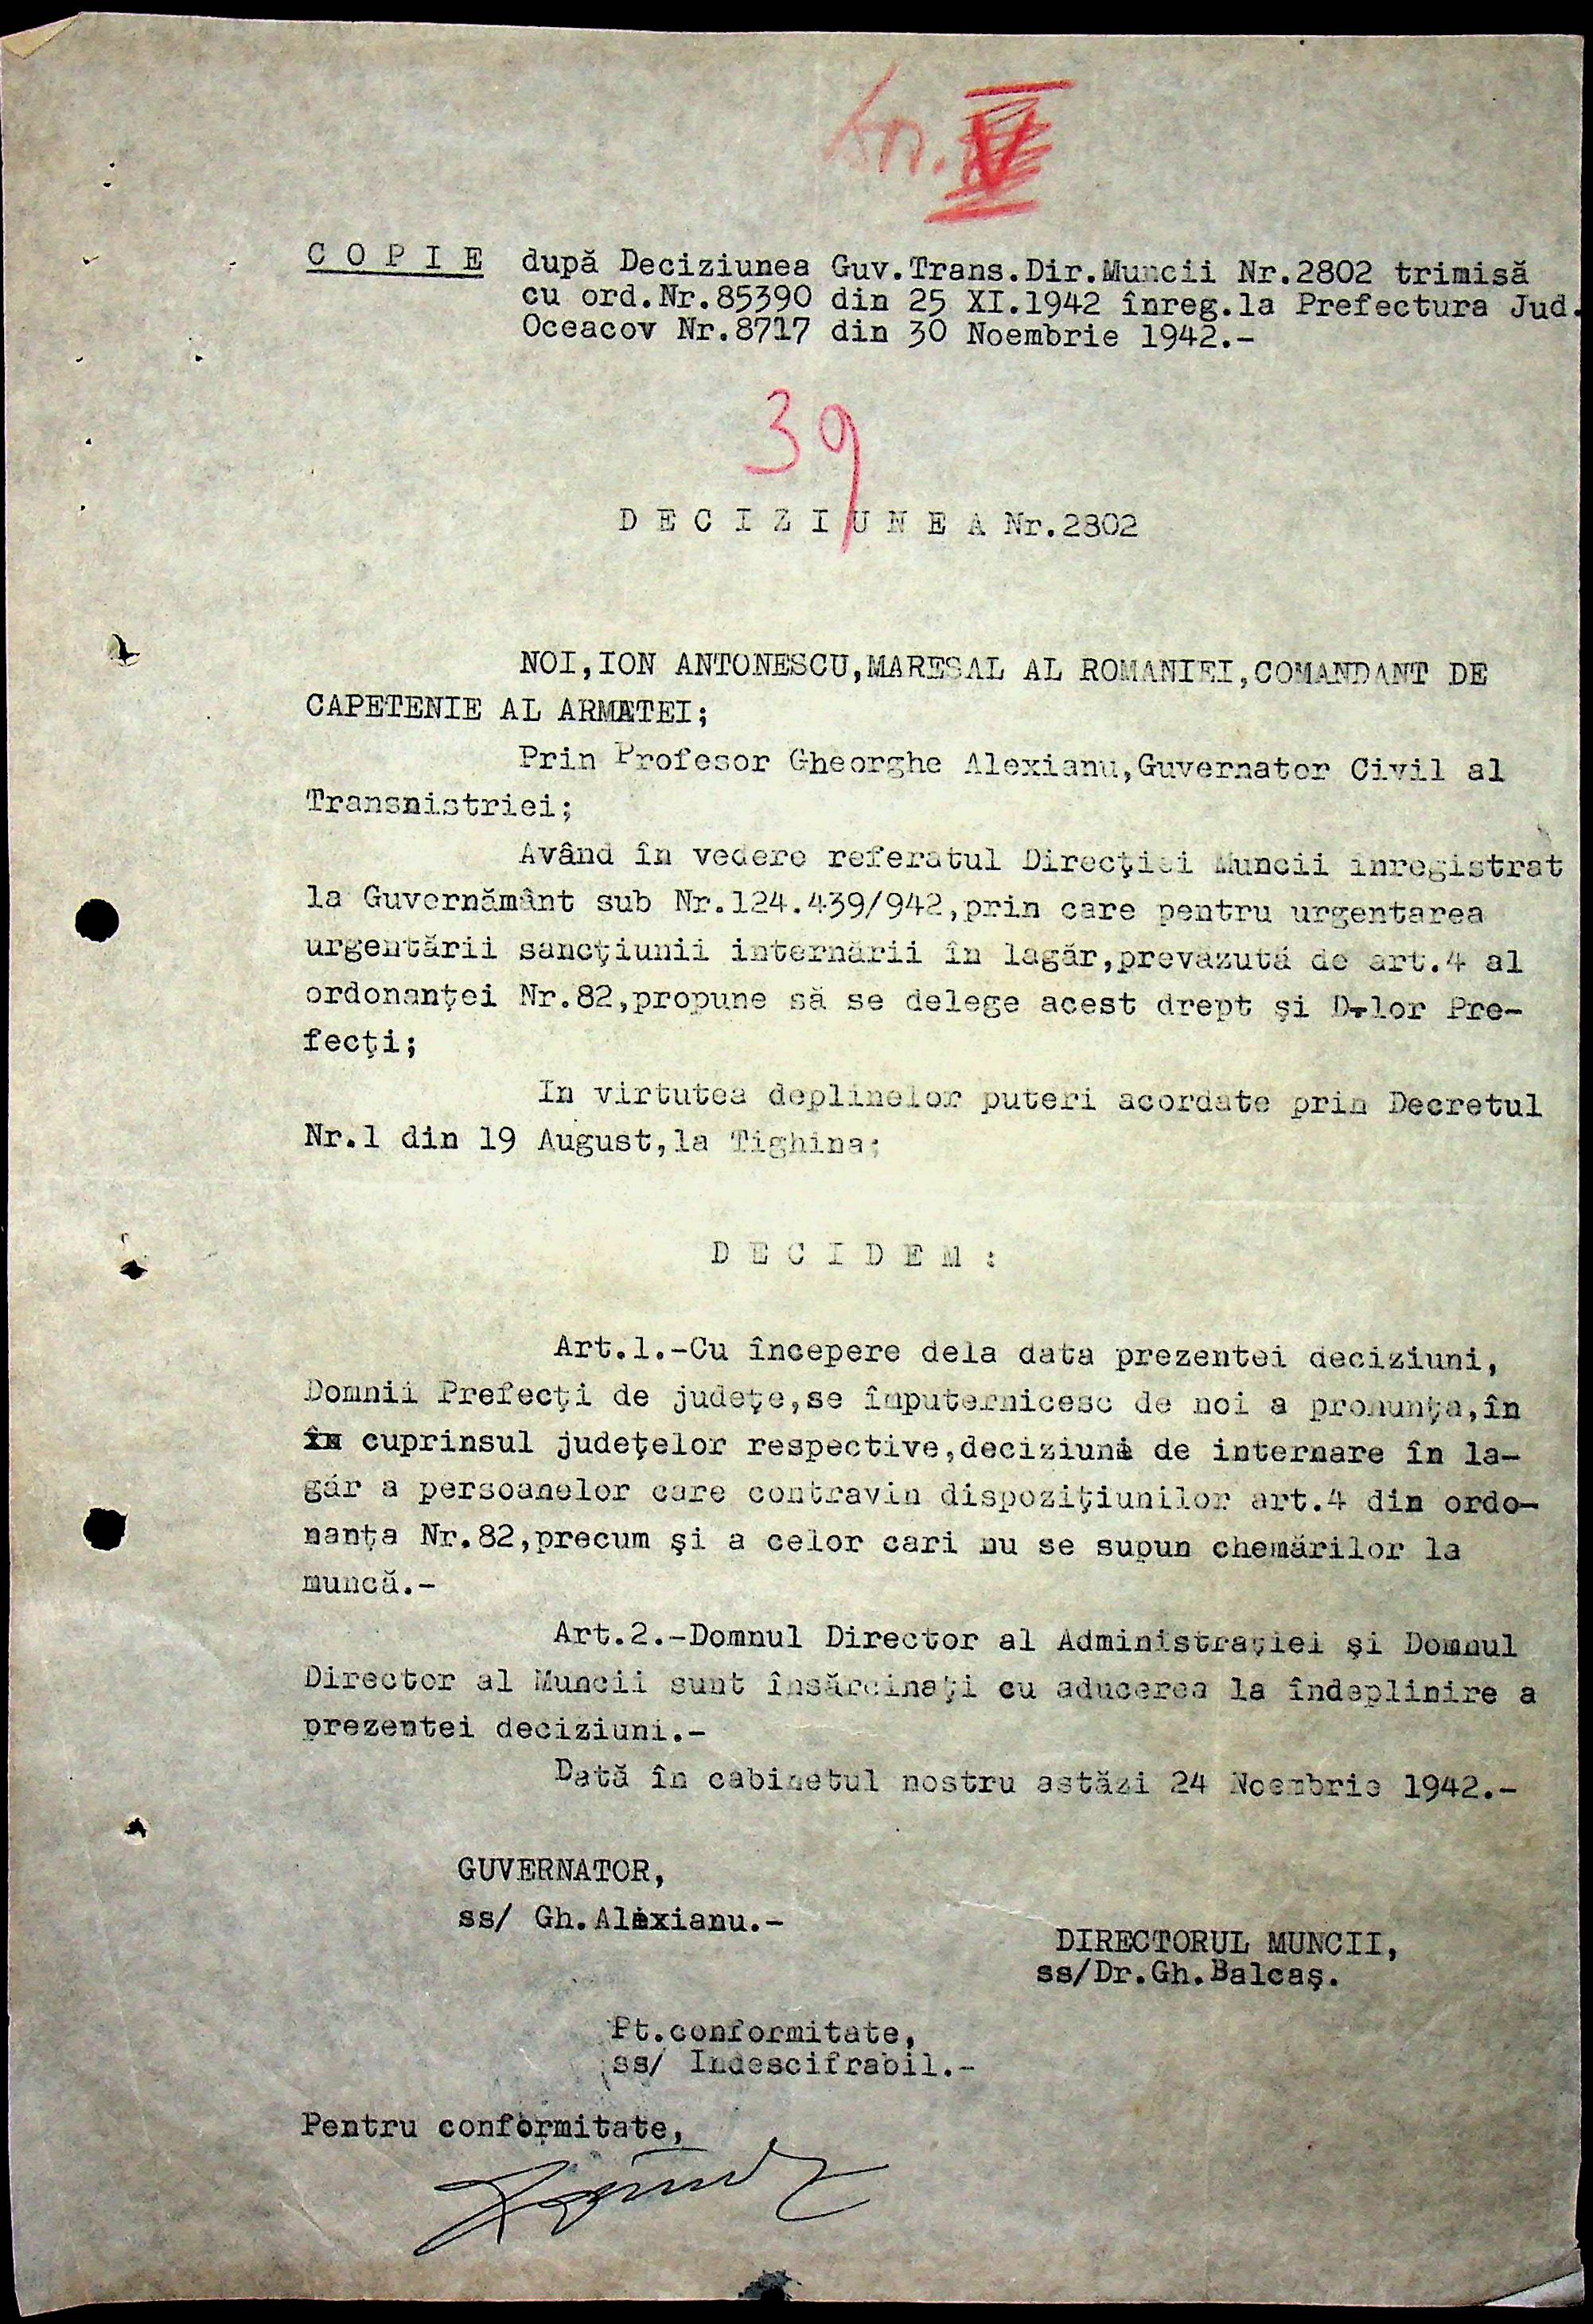 C O P I E după Deciziunea Guv.Trans.Dir.Muncii Nr.2802 trimisă
cu ord.Nr.85390 din 25 XI.1942 înreg.la Prefectura Jud.
Oceacov Nr.8717 din 30 Noembrie 1942.-
39
D E C I Z I U N E A Nr.2802
NOI,ION ANTONESCU,MARESAL AL ROMANIEI,COMANDANT DE
CAPETENIE AL ARMATEI;
Prin Profesor Gheorghe Alexianu,Guvernator Civil al
Transnistriei;
Având în vedere referatul Direcţiei Muncii inregistrat
la Guvernământ sub Nr.124.439/942,prin care pentru urgentarea
urgentării sancţiunii internării în lagăr,prevăzută de art.4 al
ordonanţei Nr.82,propune să se delege acest drept şi D-lor Pre-
fecţi;
In virtutea deplinelor puteri acordate prin Decretul
Nr.1 din 19 August,la Tighina;
D E C I D E M :
Art.1.-Cu începere dela data prezentei deciziuni,
Domnii Prefecţi de judeţe,se împuternicesc de noi a pronunţa,în
în cuprinsul judeţelor respective,deciziuni de internare în la-
găr a persoanelor care contravin dispoziţiunilor art.4 din ordo-
nanţa Nr.82,precum şi a celor cari nu se supun chemărilor la
muncă.-
Art.2.-Domnul Director al Administraţiei şi Domnul
Director al Muncii sunt însărcinaţi cu aducerea la îndeplinire a
prezentei deciziuni.-
Dată în cabinetul nostru astăzi 24 Noembrie 1942.-
GUVERNATOR,
ss/ Gh.Alexianu.-
DIRECTORUL MUNCII,
ss/Dr.Gh.Balcaş.
Pt.conformitate,
ss/ Indescifrabil.-
Pentru conformitate,